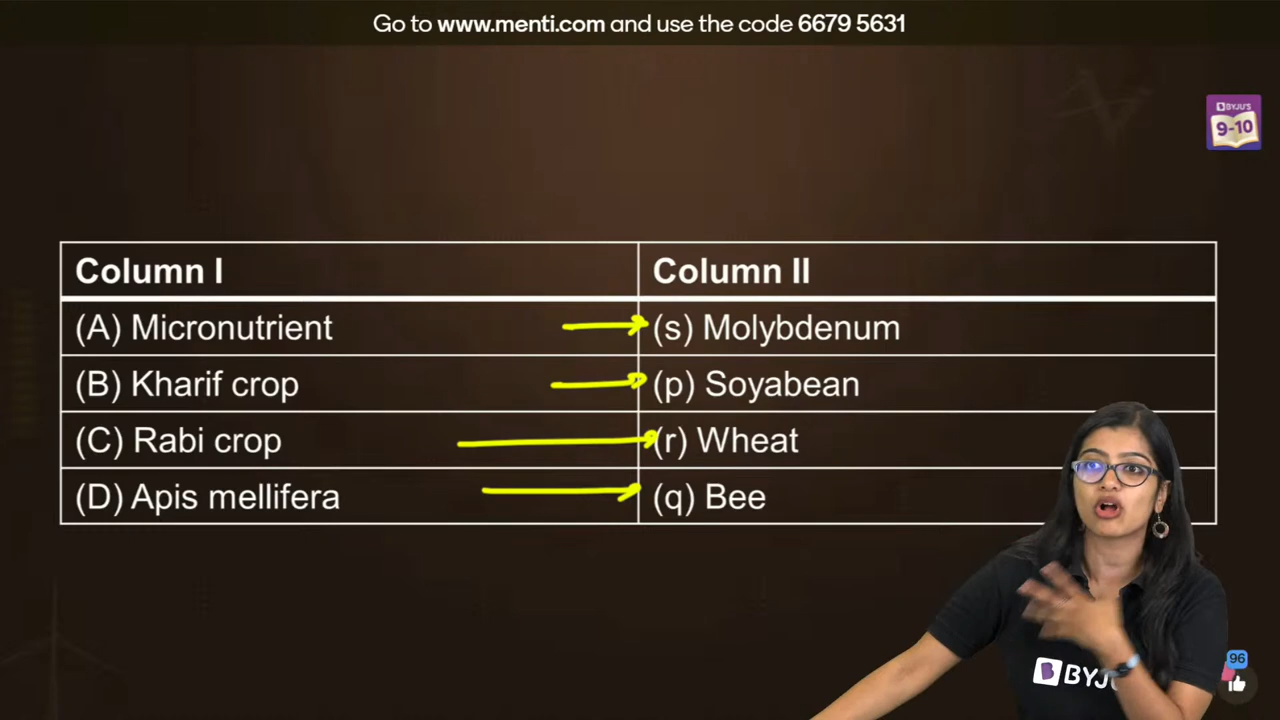 Go to www.menti.com and use the code 6679 5631
BYJU'S
9-10
Column I Column II
(A) Micronutrient (s) Molybdenum
(B) Kharif crop (p) Soyabean
(C) Rabi crop (r) Wheat
(D) Apis mellifera (q) Bee
96